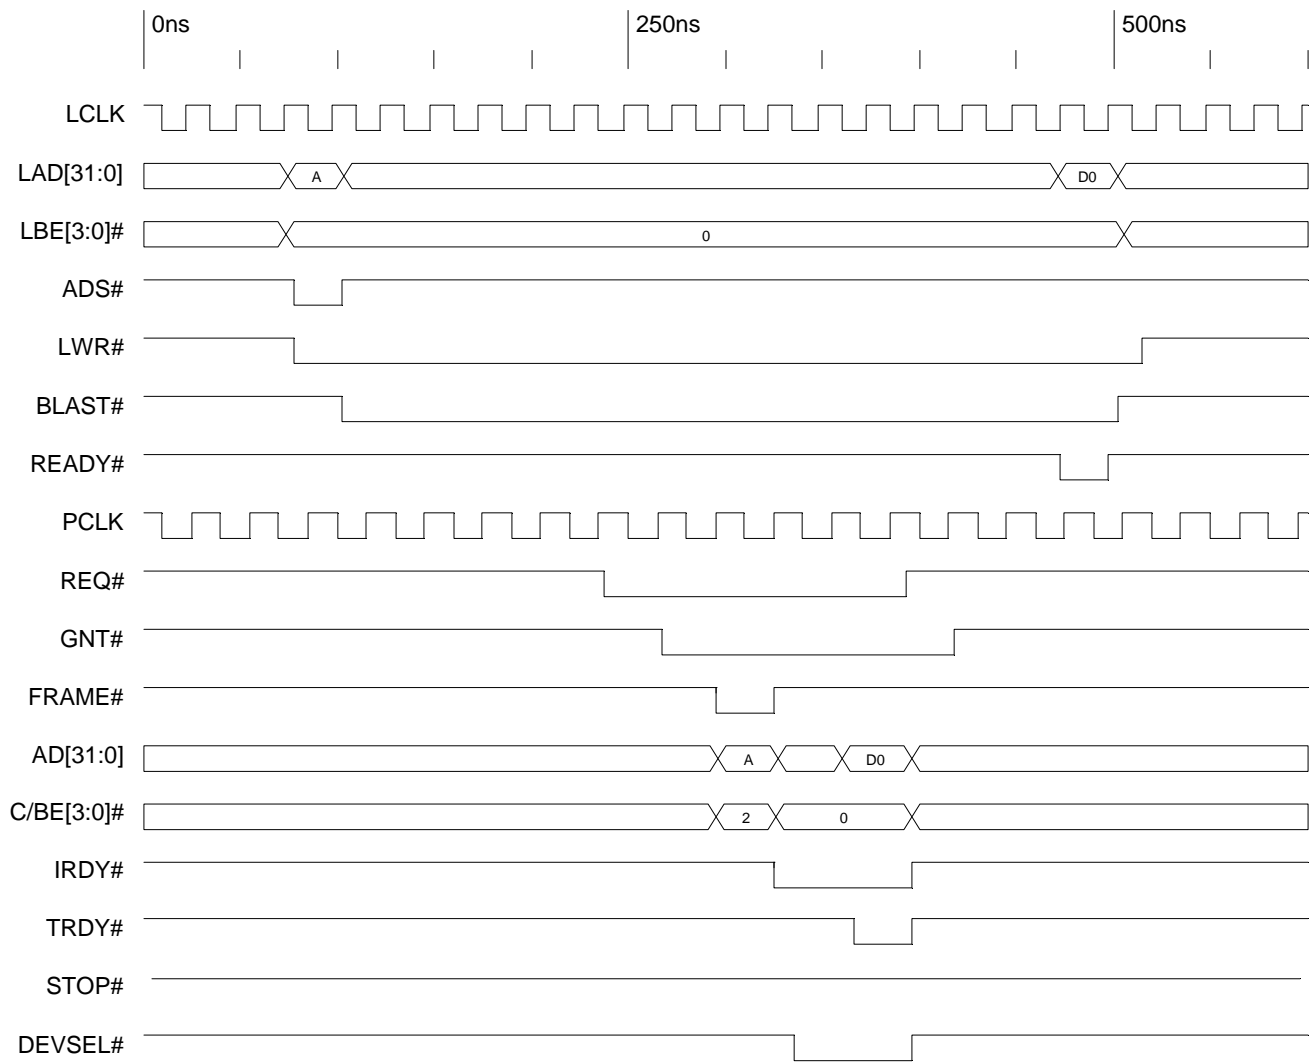 0ns 250ns 500ns
LCLK
LAD[31:0] A D0
LBE[3:0]# 0
ADS#
LWR#
BLAST#
READY#
PCLK
REQ#
GNT#
FRAME#
AD[31:0] A D0
C/BE[3:0]# 2 0
IRDY#
TRDY#
STOP#
DEVSEL#